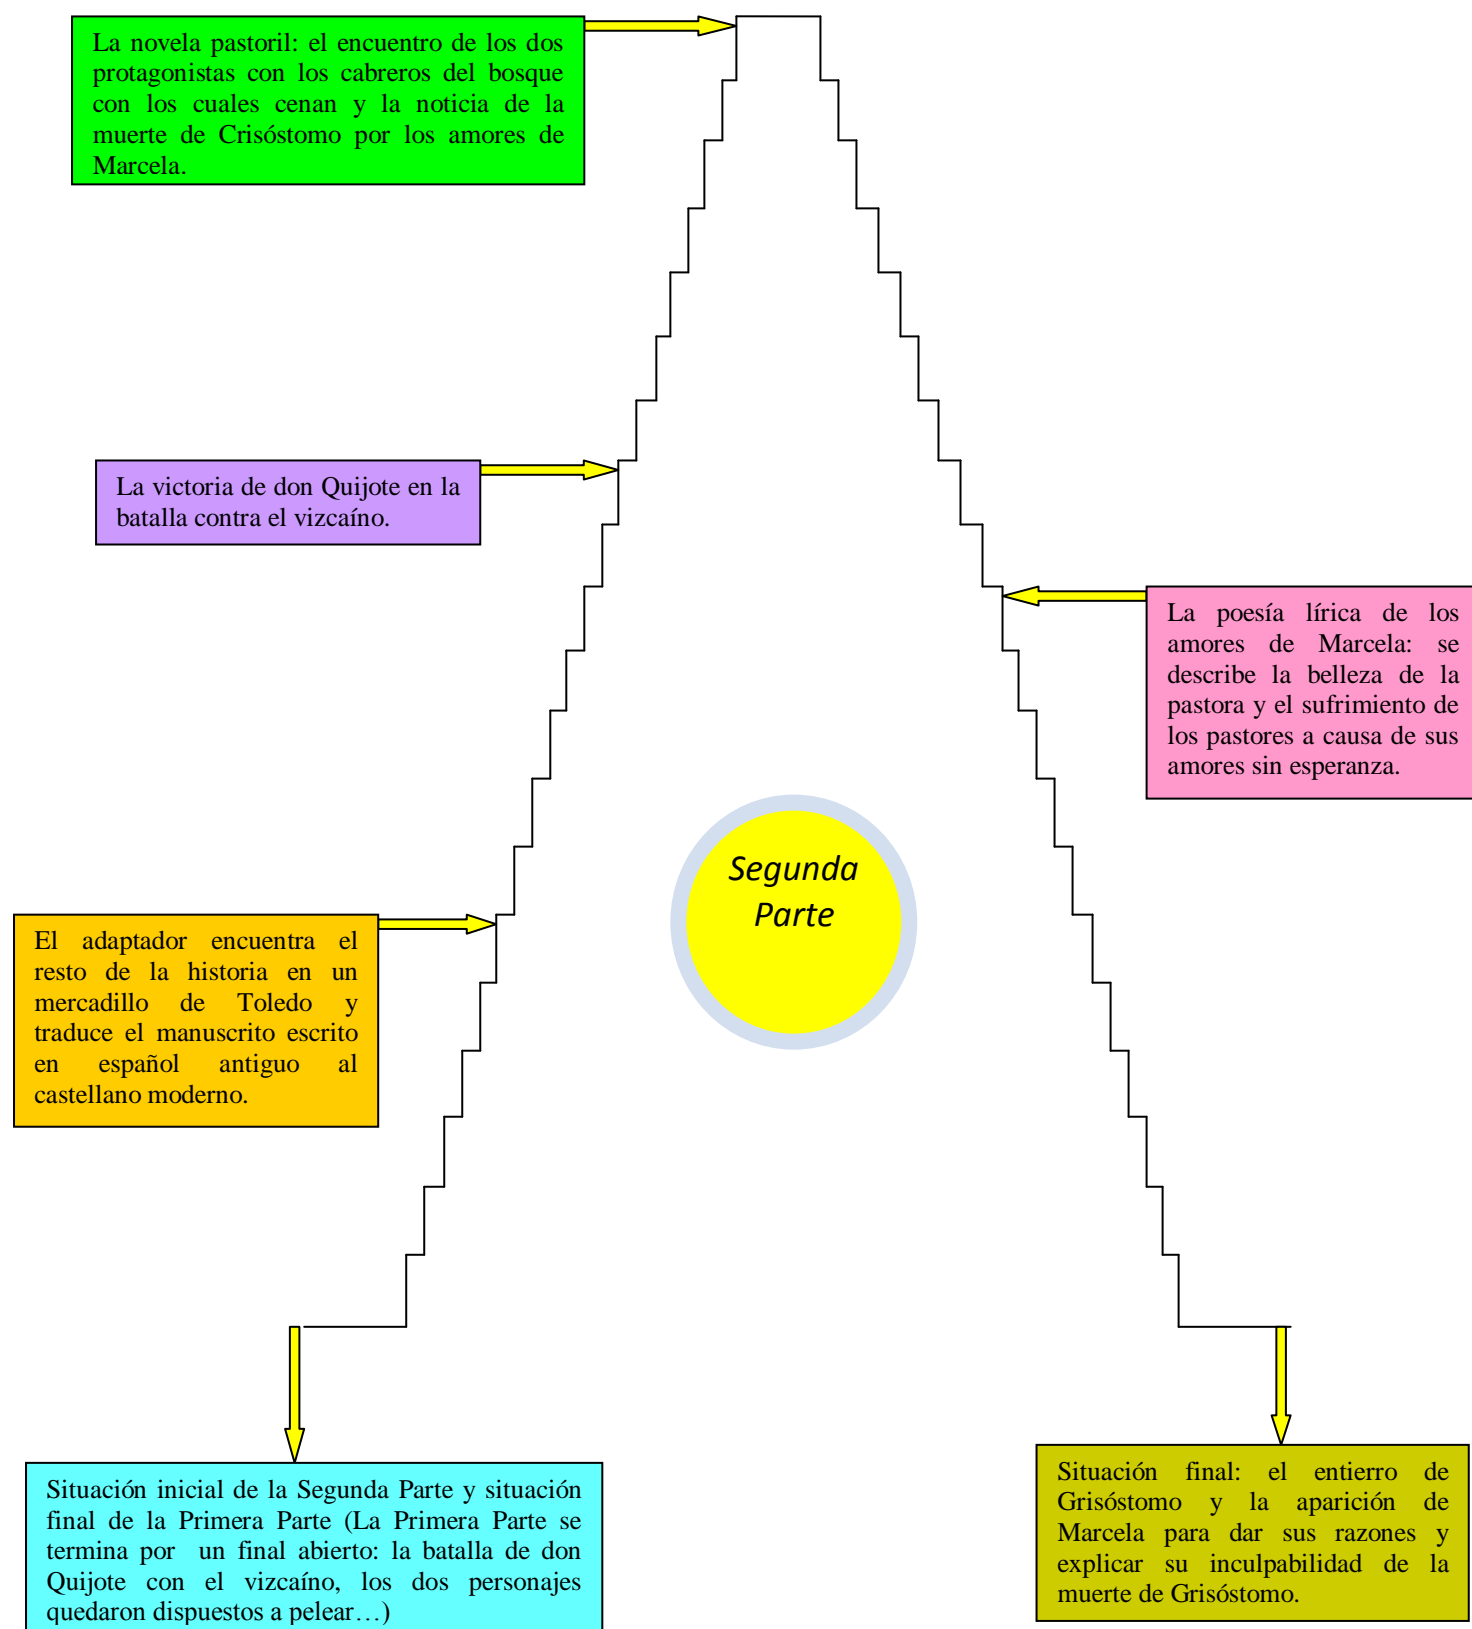 La novela pastoril: el encuentro de los dos
protagonistas con los cabreros del bosque
con los cuales cenan y la noticia de la
muerte de Crisóstomo por los amores de
Marcela.
La victoria de don Quijote en la
batalla contra el vizcaíno.
La poesía lírica de los
amores de Marcela: se
describe la belleza de la
pastora y el sufrimiento de
los pastores a causa de sus
amores sin esperanza.
Segunda
Parte
El adaptador encuentra el
resto de la historia en un
mercadillo de Toledo y
traduce el manuscrito escrito
en español antiguo al
castellano moderno.
Situación inicial de la Segunda Parte y situación
final de la Primera Parte (La Primera Parte se
termina por un final abierto: la batalla de don
Quijote con el vizcaíno, los dos personajes
quedaron dispuestos a pelear…)
Situación final: el entierro de
Grisóstomo y la aparición de
Marcela para dar sus razones y
explicar su inculpabilidad de la
muerte de Grisóstomo.